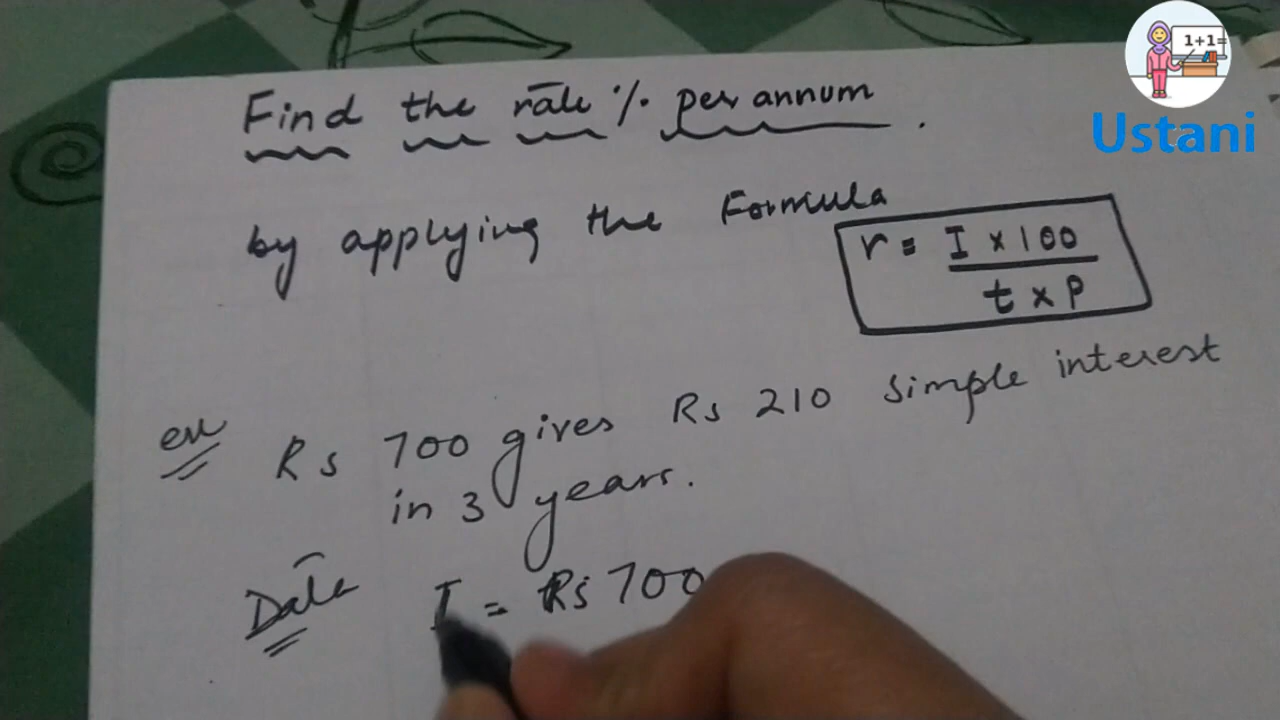 1+1=
Ustani
Find the rate % per annum.
by applying the Formula
r = I × 100
t × P
ex Rs 700 gives Rs 210 simple interest
in 3 years.
Data I = Rs 700